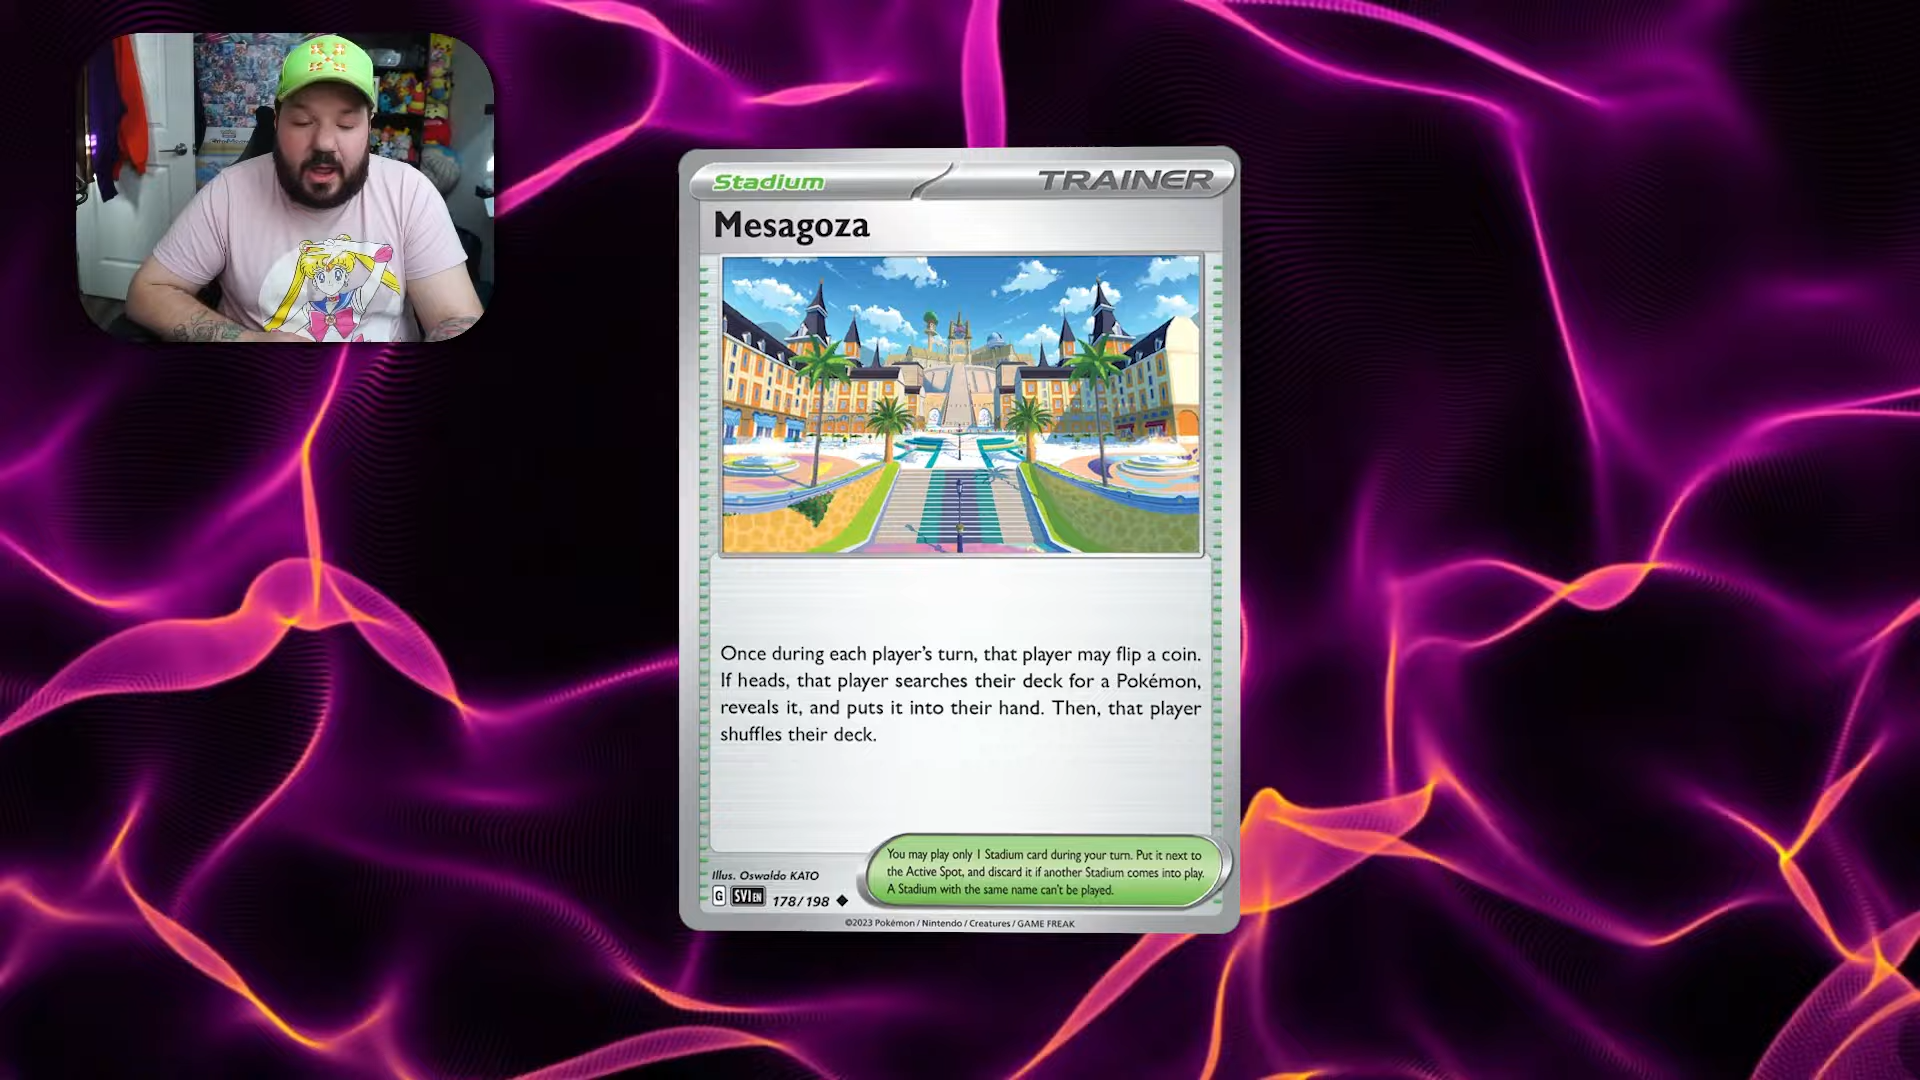 Stadium
TRAINER
Mesagoza
Once during each player's turn, that player may flip a coin.
If heads, that player searches their deck for a Pokémon,
reveals it, and puts it into their hand. Then, that player
shuffles their deck.
You may play only 1 Stadium card during your turn. Put it next to
the Active Spot, and discard it if another Stadium comes into play.
A Stadium with the same name can't be played.
Illus. Oswaldo KATO
G SVI EN 178/198
©2023 Pokémon / Nintendo / Creatures / GAME FREAK